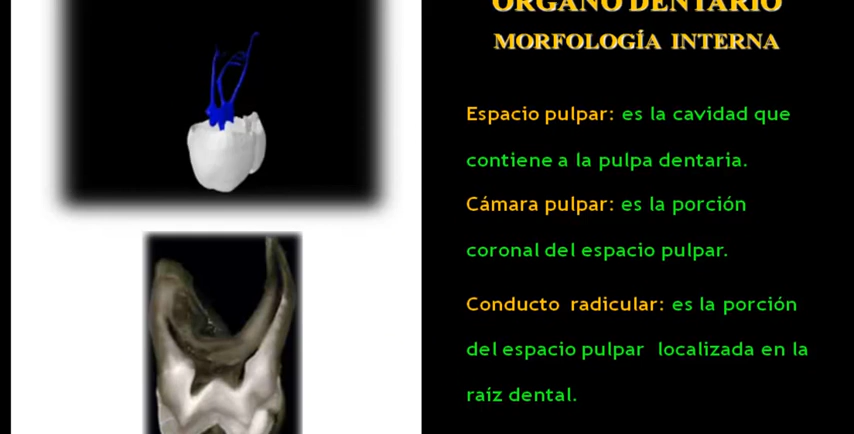 ÓRGANO DENTARIO
MORFOLOGÍA INTERNA
Espacio pulpar: es la cavidad que
contiene a la pulpa dentaria.
Cámara pulpar: es la porción
coronal del espacio pulpar.
Conducto radicular: es la porción
del espacio pulpar localizada en la
raíz dental.